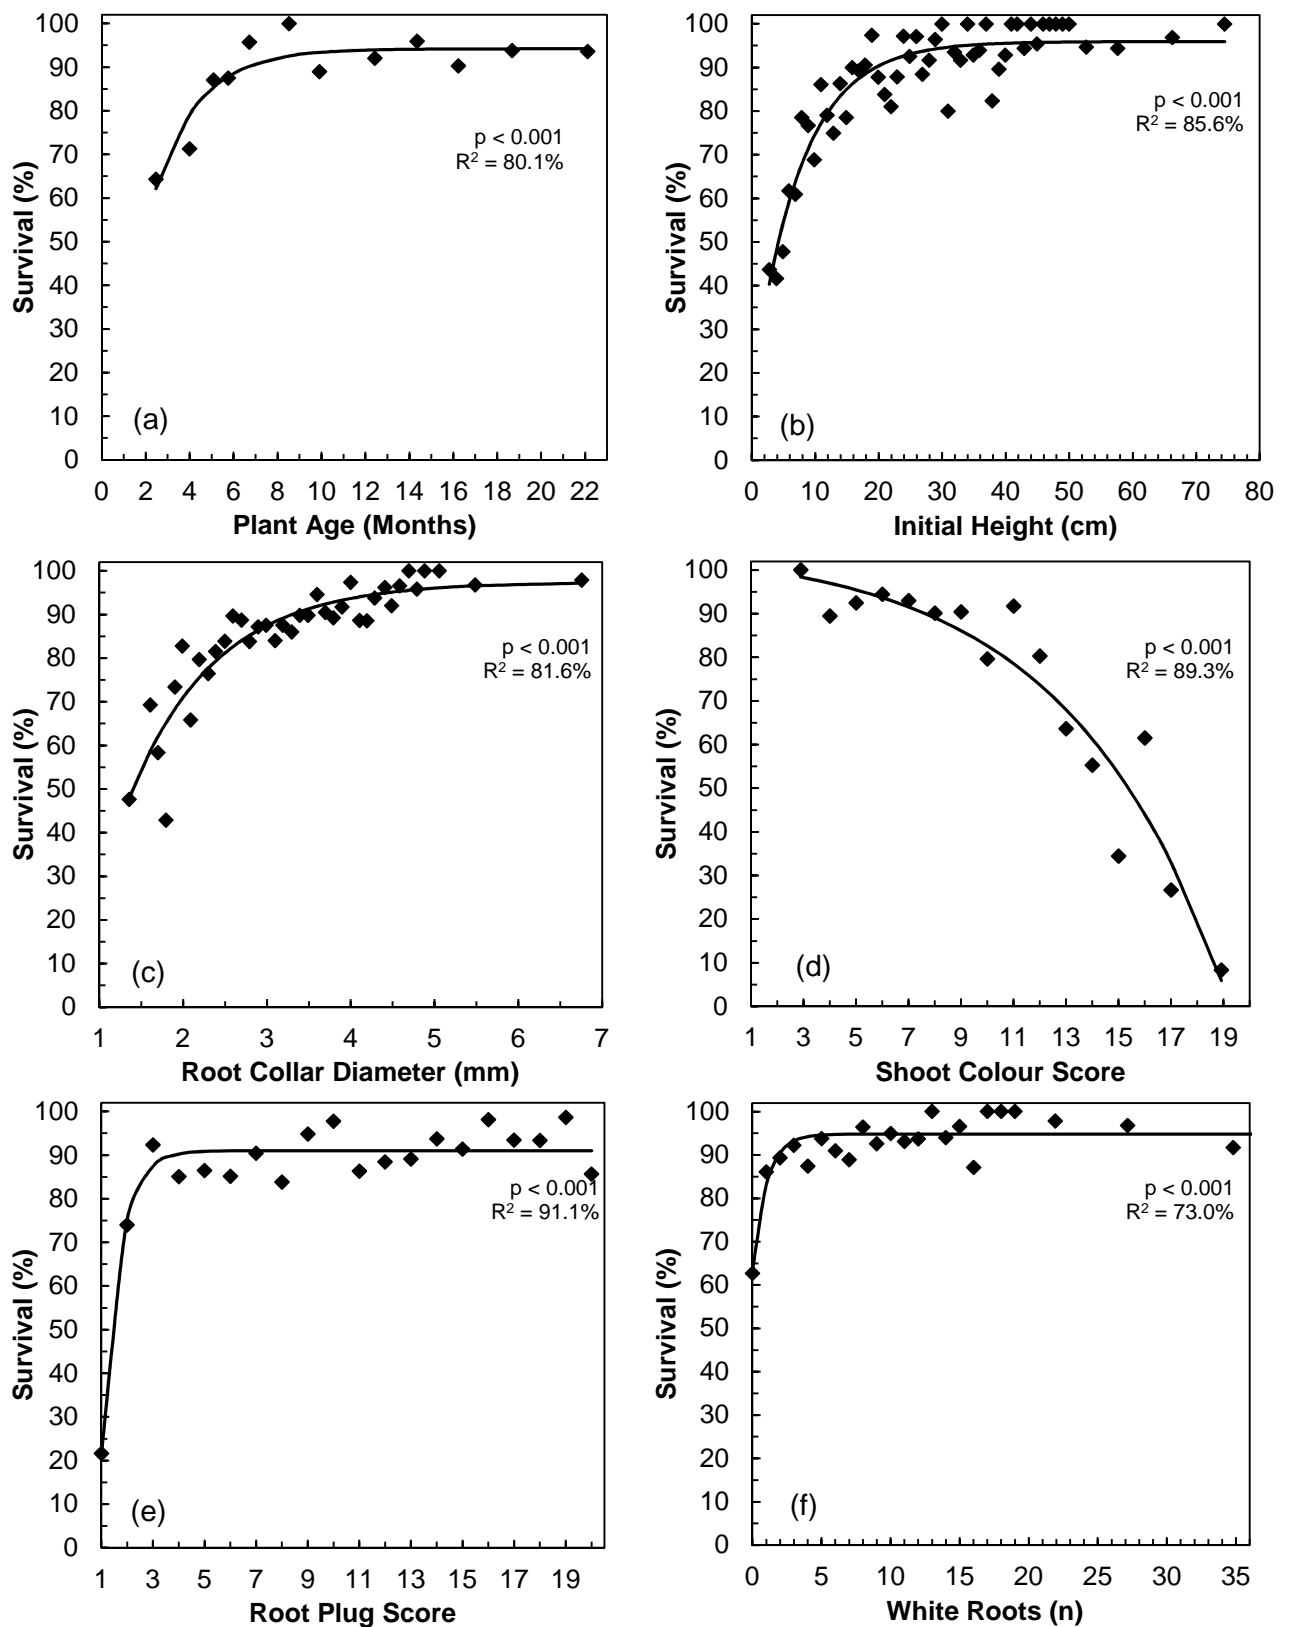 100
90
80
70
60
50
40
30
20
10
0
Survival (%)
p < 0.001
R² = 80.1%
(a)
0 2 4 6 8 10 12 14 16 18 20 22
Plant Age (Months)
100
90
80
70
60
50
40
30
20
10
0
Survival (%)
p < 0.001
R² = 85.6%
(b)
0 10 20 30 40 50 60 70 80
Initial Height (cm)
100
90
80
70
60
50
40
30
20
10
0
Survival (%)
p < 0.001
R² = 81.6%
(c)
1 2 3 4 5 6 7
Root Collar Diameter (mm)
100
90
80
70
60
50
40
30
20
10
0
Survival (%)
p < 0.001
R² = 89.3%
(d)
1 3 5 7 9 11 13 15 17 19
Shoot Colour Score
100
90
80
70
60
50
40
30
20
10
0
Survival (%)
p < 0.001
R² = 91.1%
(e)
1 3 5 7 9 11 13 15 17 19
Root Plug Score
100
90
80
70
60
50
40
30
20
10
0
Survival (%)
p < 0.001
R² = 73.0%
(f)
0 5 10 15 20 25 30 35
White Roots (n)